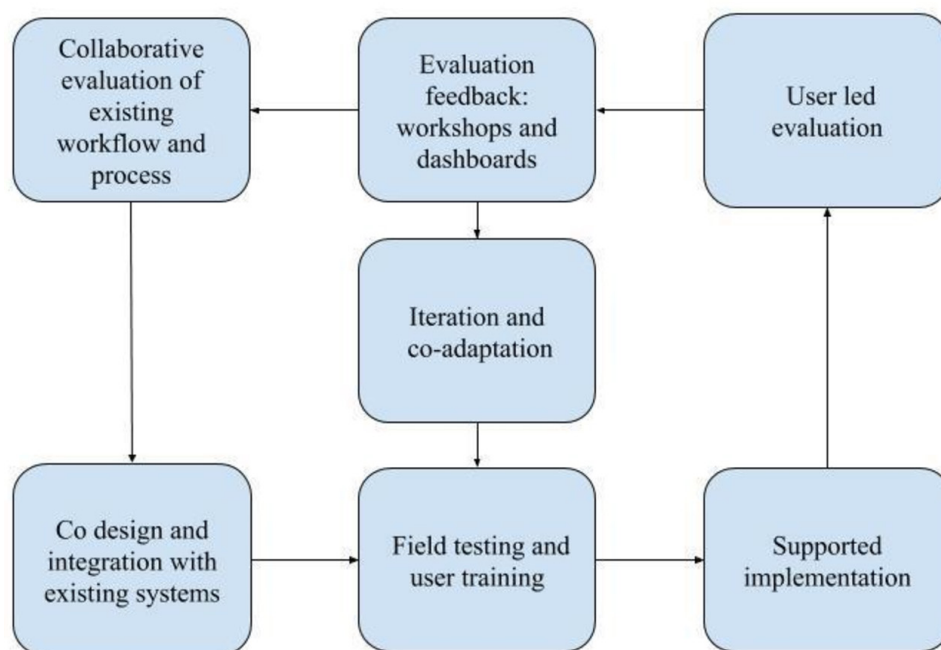 Collaborative
evaluation of
existing
workflow and
process
Evaluation
feedback:
workshops and
dashboards
User led
evaluation
Iteration and
co-adaptation
Co design and
integration with
existing systems
Field testing and
user training
Supported
implementation